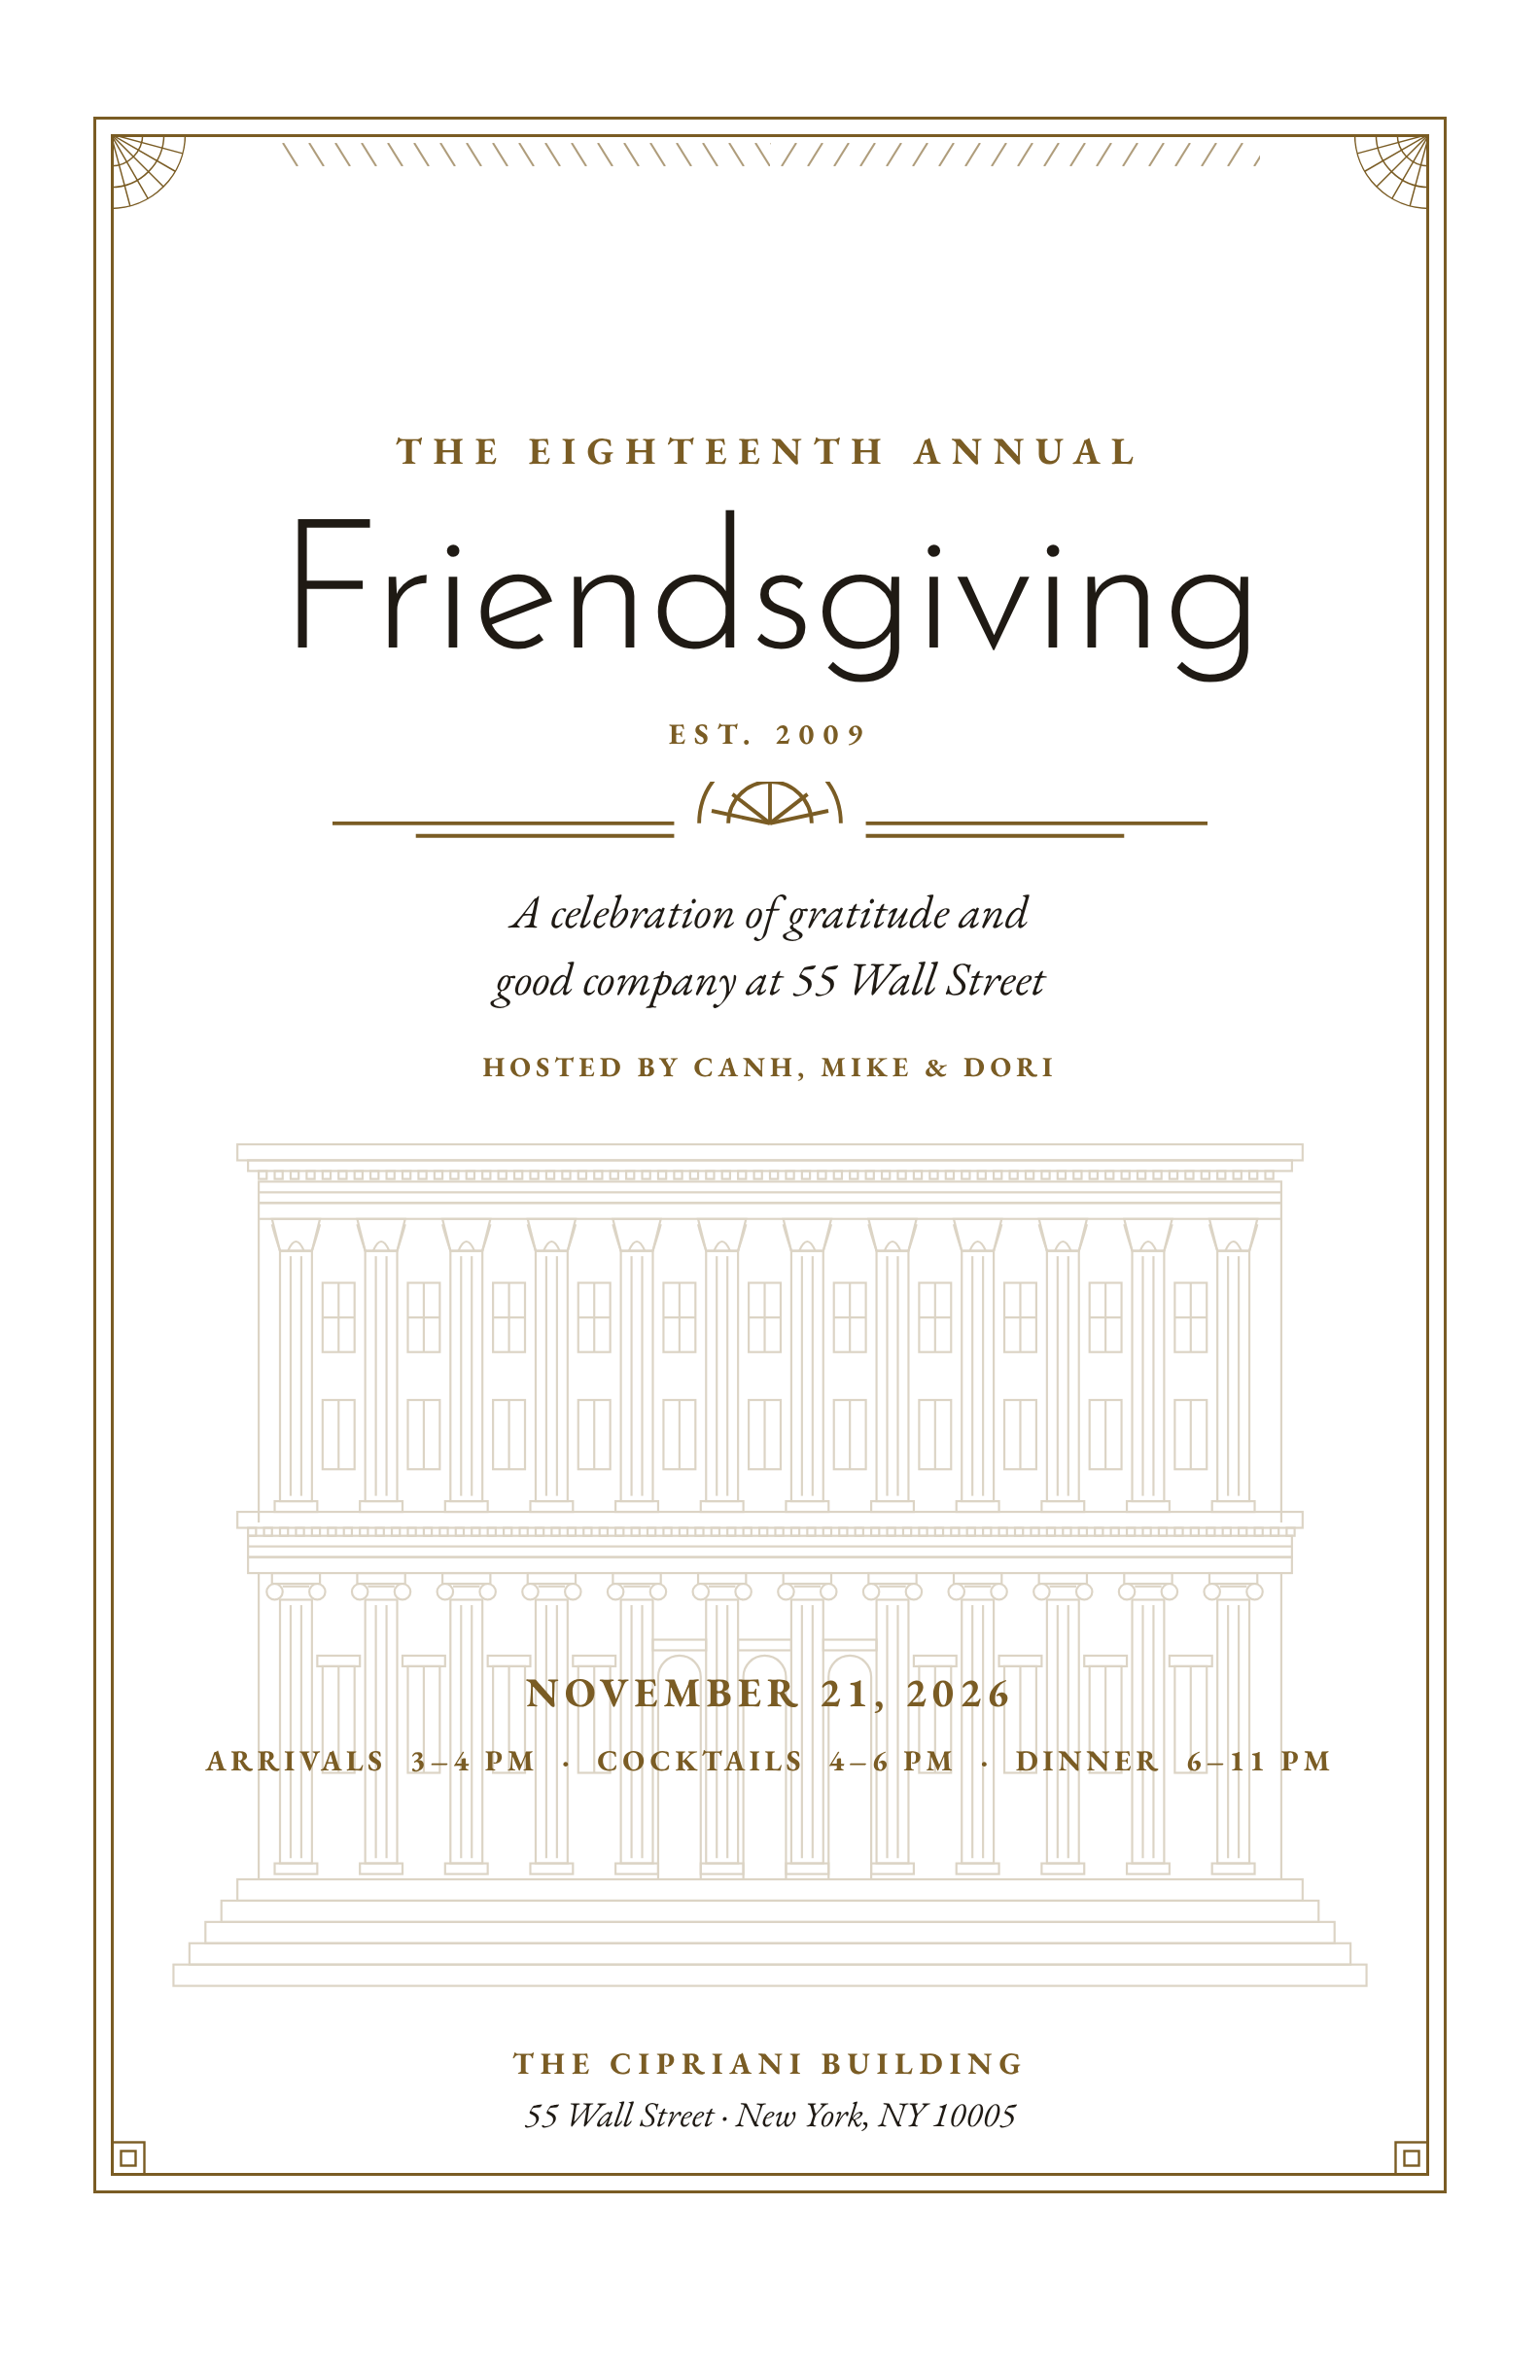 THE EIGHTEENTH ANNUAL
Friendsgiving
EST. 2009
A celebration of gratitude and
good company at 55 Wall Street
HOSTED BY CANH, MIKE & DORI
NOVEMBER 21, 2026
ARRIVALS 3–4 PM · COCKTAILS 4–6 PM · DINNER 6–11 PM
THE CIPRIANI BUILDING
55 Wall Street · New York, NY 10005